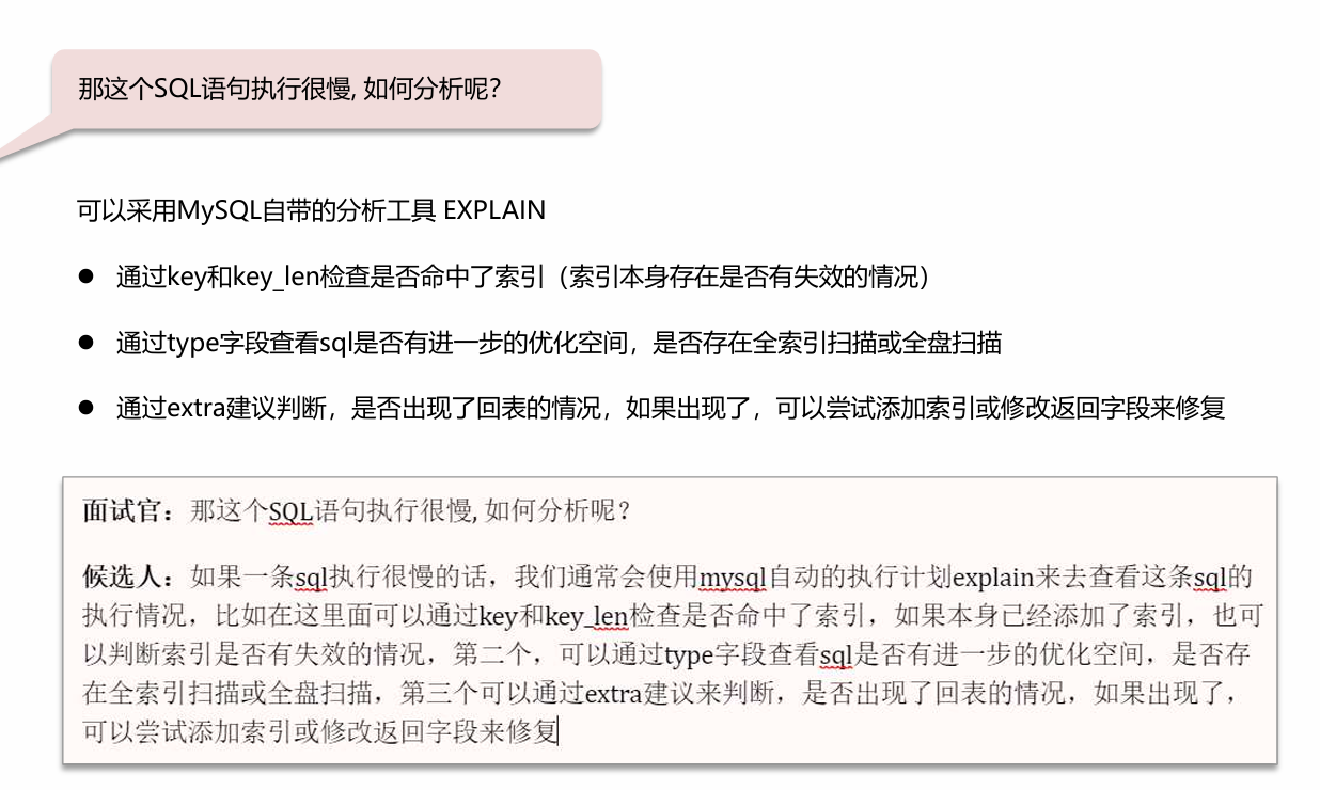 那这个SQL语句执行很慢, 如何分析呢?
可以采用MySQL自带的分析工具 EXPLAIN
● 通过key和key_len检查是否命中了索引（索引本身存在是否有失效的情况）
● 通过type字段查看sql是否有进一步的优化空间，是否存在全索引扫描或全盘扫描
● 通过extra建议判断，是否出现了回表的情况，如果出现了，可以尝试添加索引或修改返回字段来修复
面试官：那这个SQL语句执行很慢, 如何分析呢?
候选人：如果一条sql执行很慢的话，我们通常会使用mysql自动的执行计划explain来去查看这条sql的
执行情况，比如在这里面可以通过key和key_len检查是否命中了索引，如果本身已经添加了索引，也可
以判断索引是否有失效的情况，第二个，可以通过type字段查看sql是否有进一步的优化空间，是否存
在全索引扫描或全盘扫描，第三个可以通过extra建议来判断，是否出现了回表的情况，如果出现了，
可以尝试添加索引或修改返回字段来修复